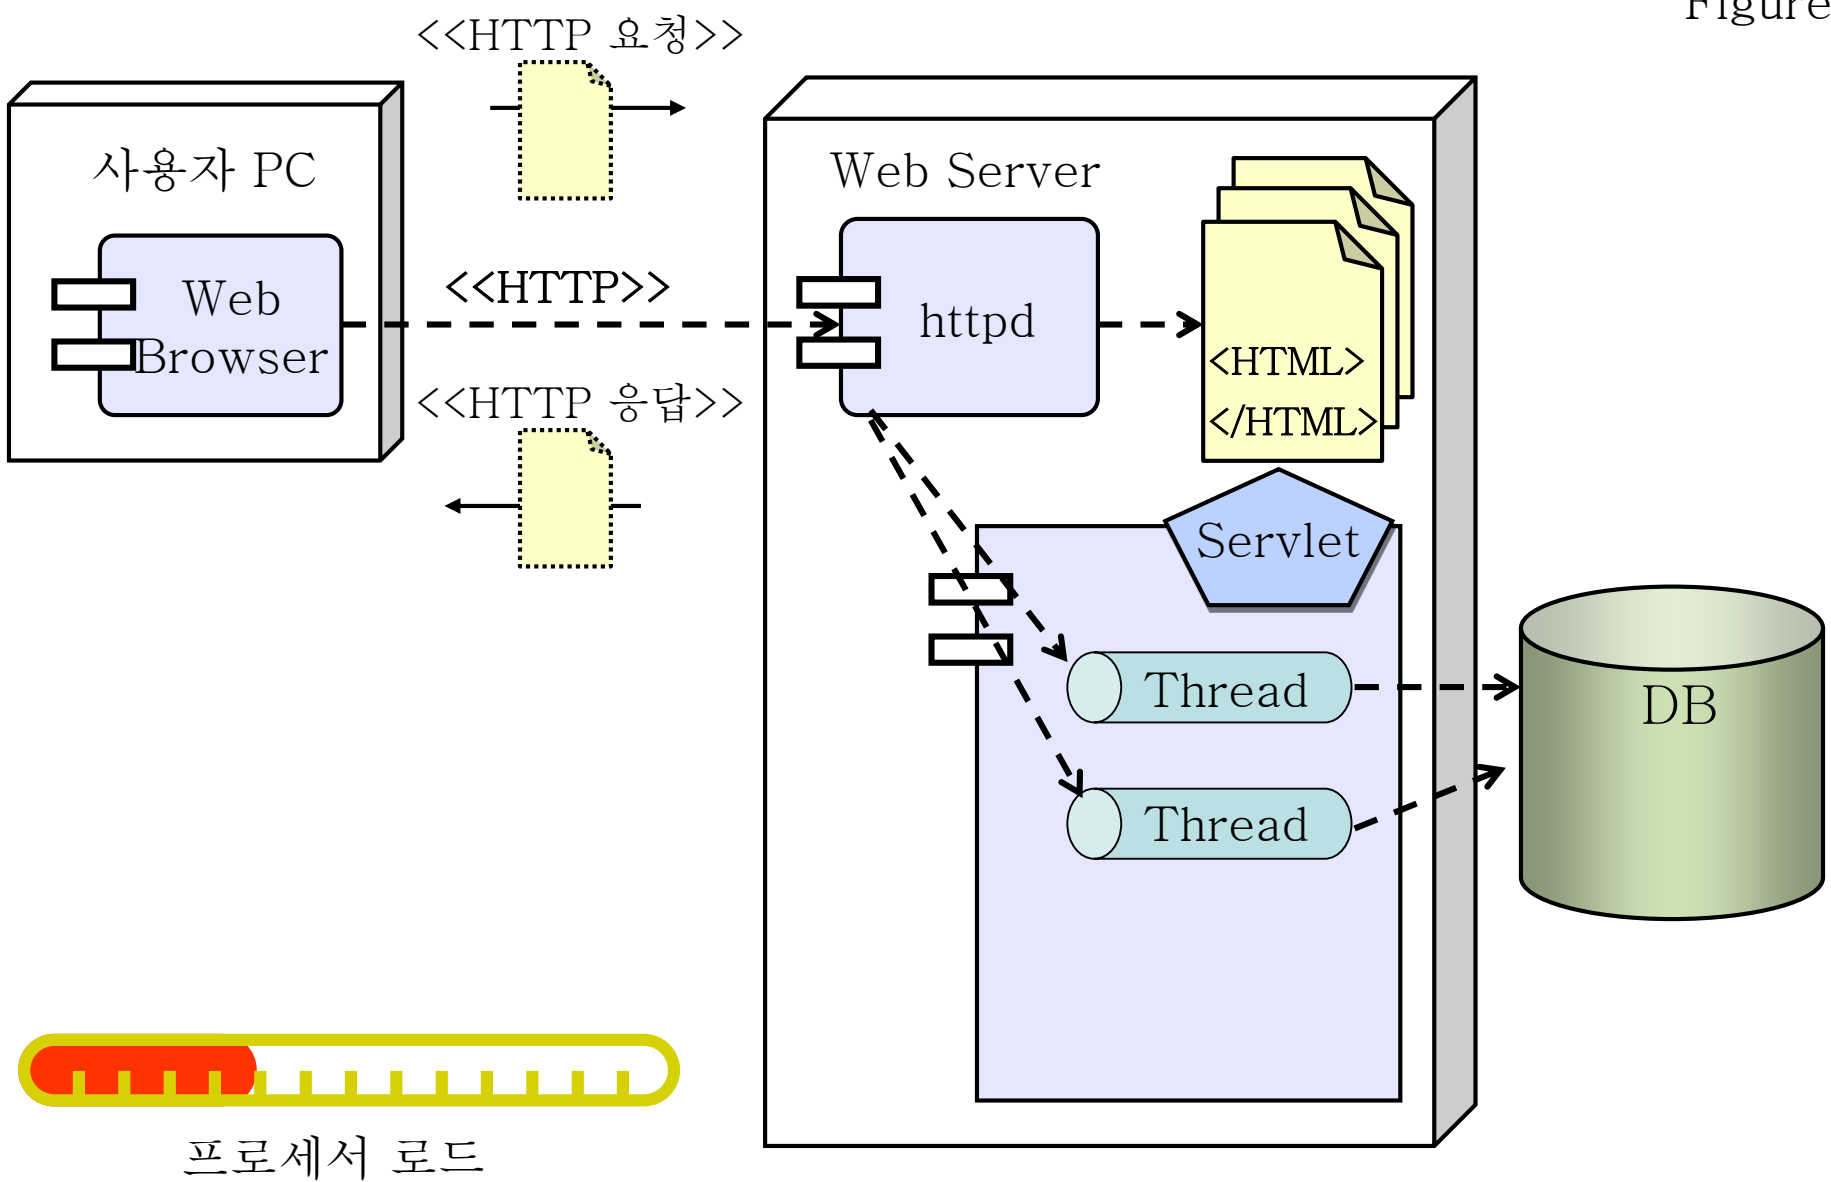 Figure
<<HTTP 요청>>
사용자 PC
Web Server
Web
Browser
<<HTTP>>
httpd
<HTML>
</HTML>
<<HTTP 응답>>
Servlet
Thread
DB
Thread
프로세서 로드